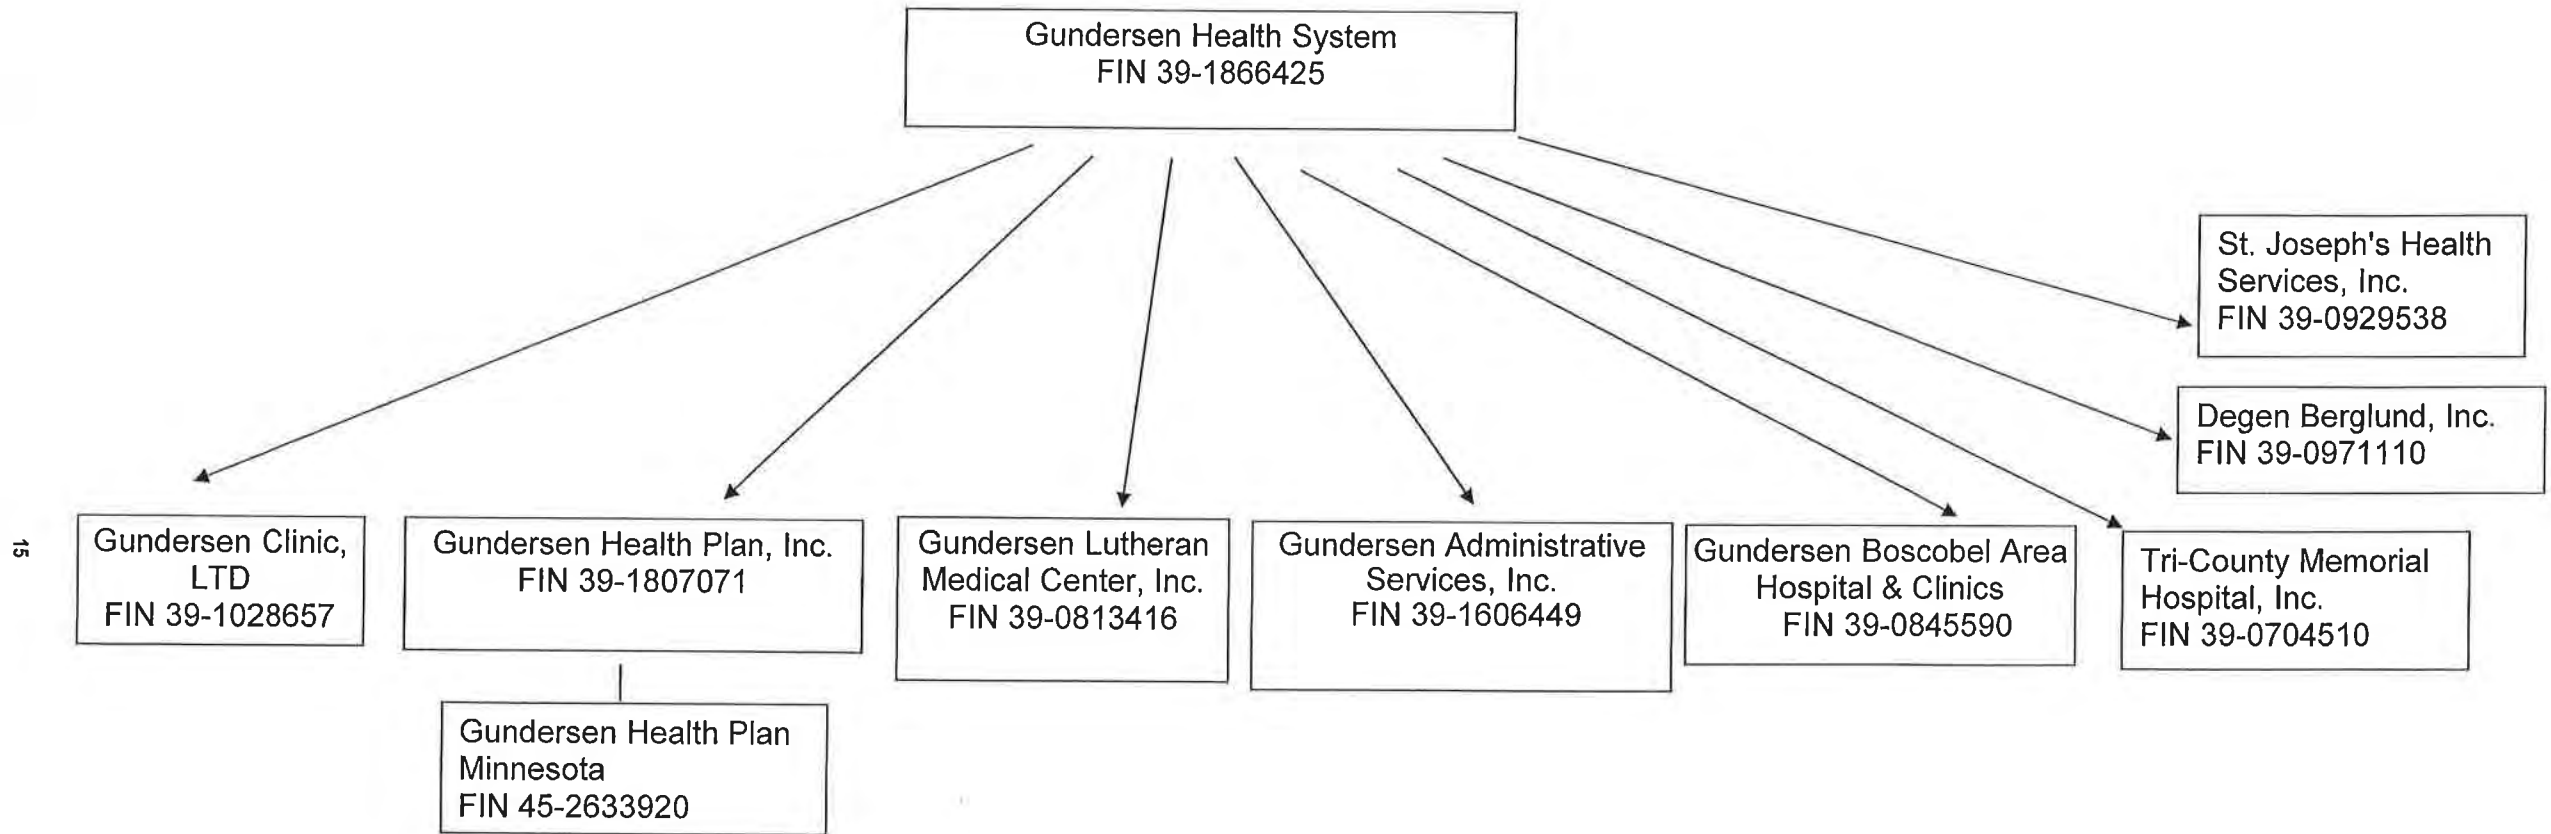 Gundersen Health System
FIN 39-1866425
St. Joseph's Health
Services, Inc.
FIN 39-0929538
Degen Berglund, Inc.
FIN 39-0971110
Gundersen Clinic,
LTD
FIN 39-1028657
Gundersen Health Plan, Inc.
FIN 39-1807071
Gundersen Lutheran
Medical Center, Inc.
FIN 39-0813416
Gundersen Administrative
Services, Inc.
FIN 39-1606449
Gundersen Boscobel Area
Hospital & Clinics
FIN 39-0845590
Tri-County Memorial
Hospital, Inc.
FIN 39-0704510
Gundersen Health Plan
Minnesota
FIN 45-2633920
15